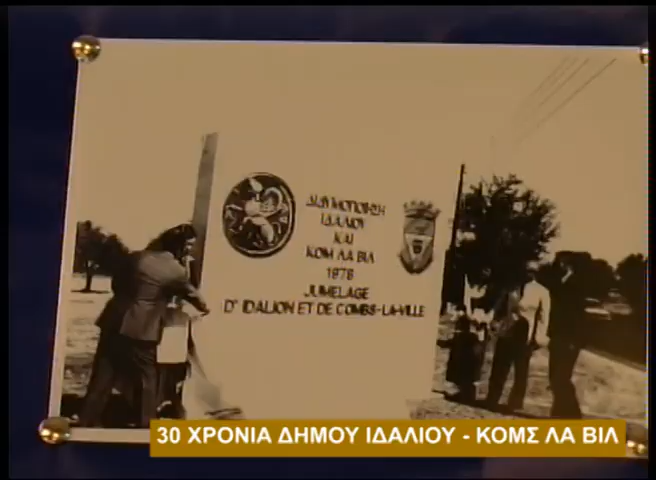 ΔΙΔΥΜΟΠΟΙΗΣΗ
ΙΔΑΛΙΟΥ
ΚΑΙ
ΚΟΜ ΛΑ ΒΙΛ
1978
JUMELAGE
D' IDALION ET DE COMBS-LA-VILLE
30 ΧΡΟΝΙΑ ΔΗΜΟΥ ΙΔΑΛΙΟΥ - ΚΟΜΣ ΛΑ ΒΙΛ